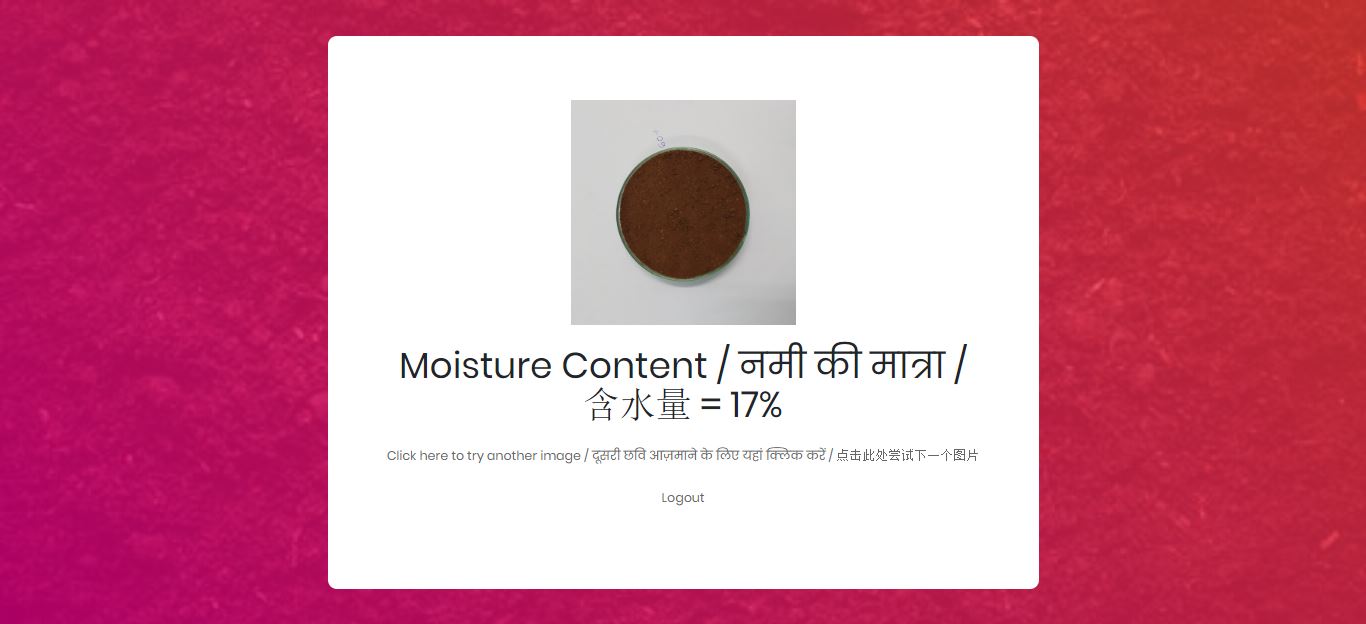 Moisture Content / नमी की मात्रा /
含水量 = 17%
Click here to try another image / दूसरी छवि आज़माने के लिए यहां क्लिक करें / 点击此处尝试下一个图片
Logout